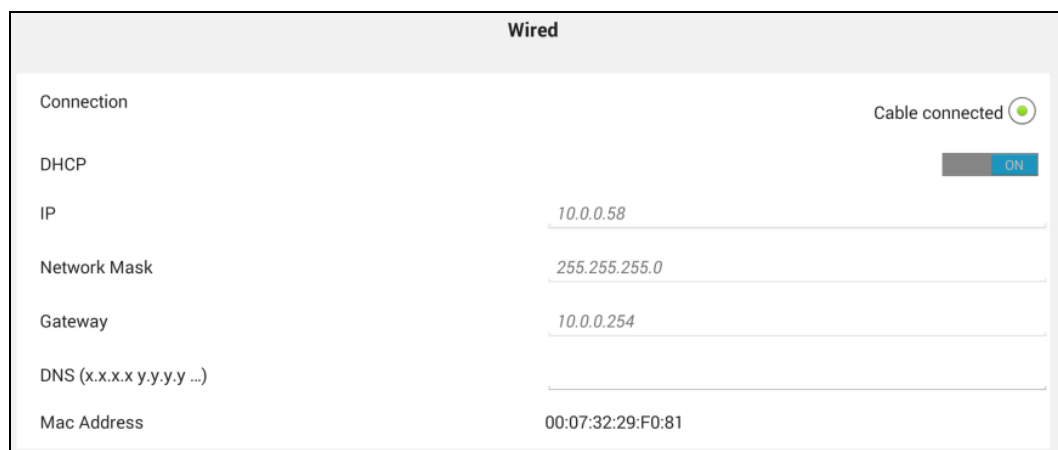 Wired
Connection
Cable connected
DHCP
ON
IP
10.0.0.58
Network Mask
255.255.255.0
Gateway
10.0.0.254
DNS (x.x.x.x y.y.y.y ...)
Mac Address
00:07:32:29:F0:81